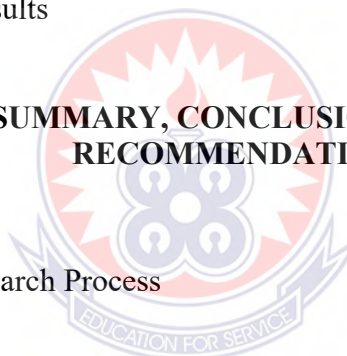 sults
SUMMARY, CONCLUSI
RECOMMENDATI
arch Process
EDUCATION FOR SERVICE